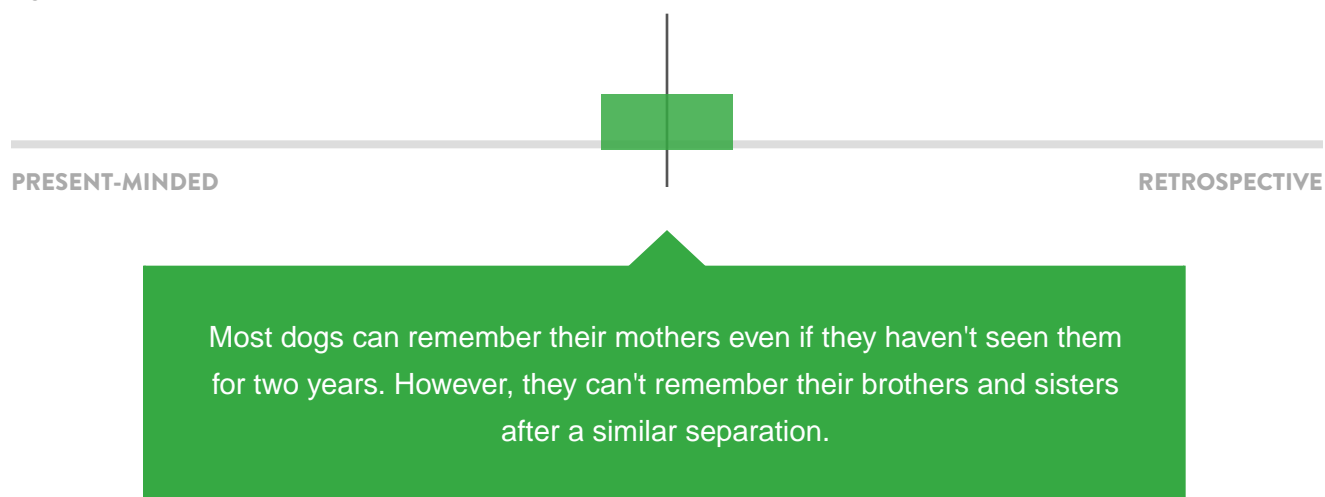 PRESENT-MINDED
RETROSPECTIVE
Most dogs can remember their mothers even if they haven't seen them
for two years. However, they can't remember their brothers and sisters
after a similar separation.